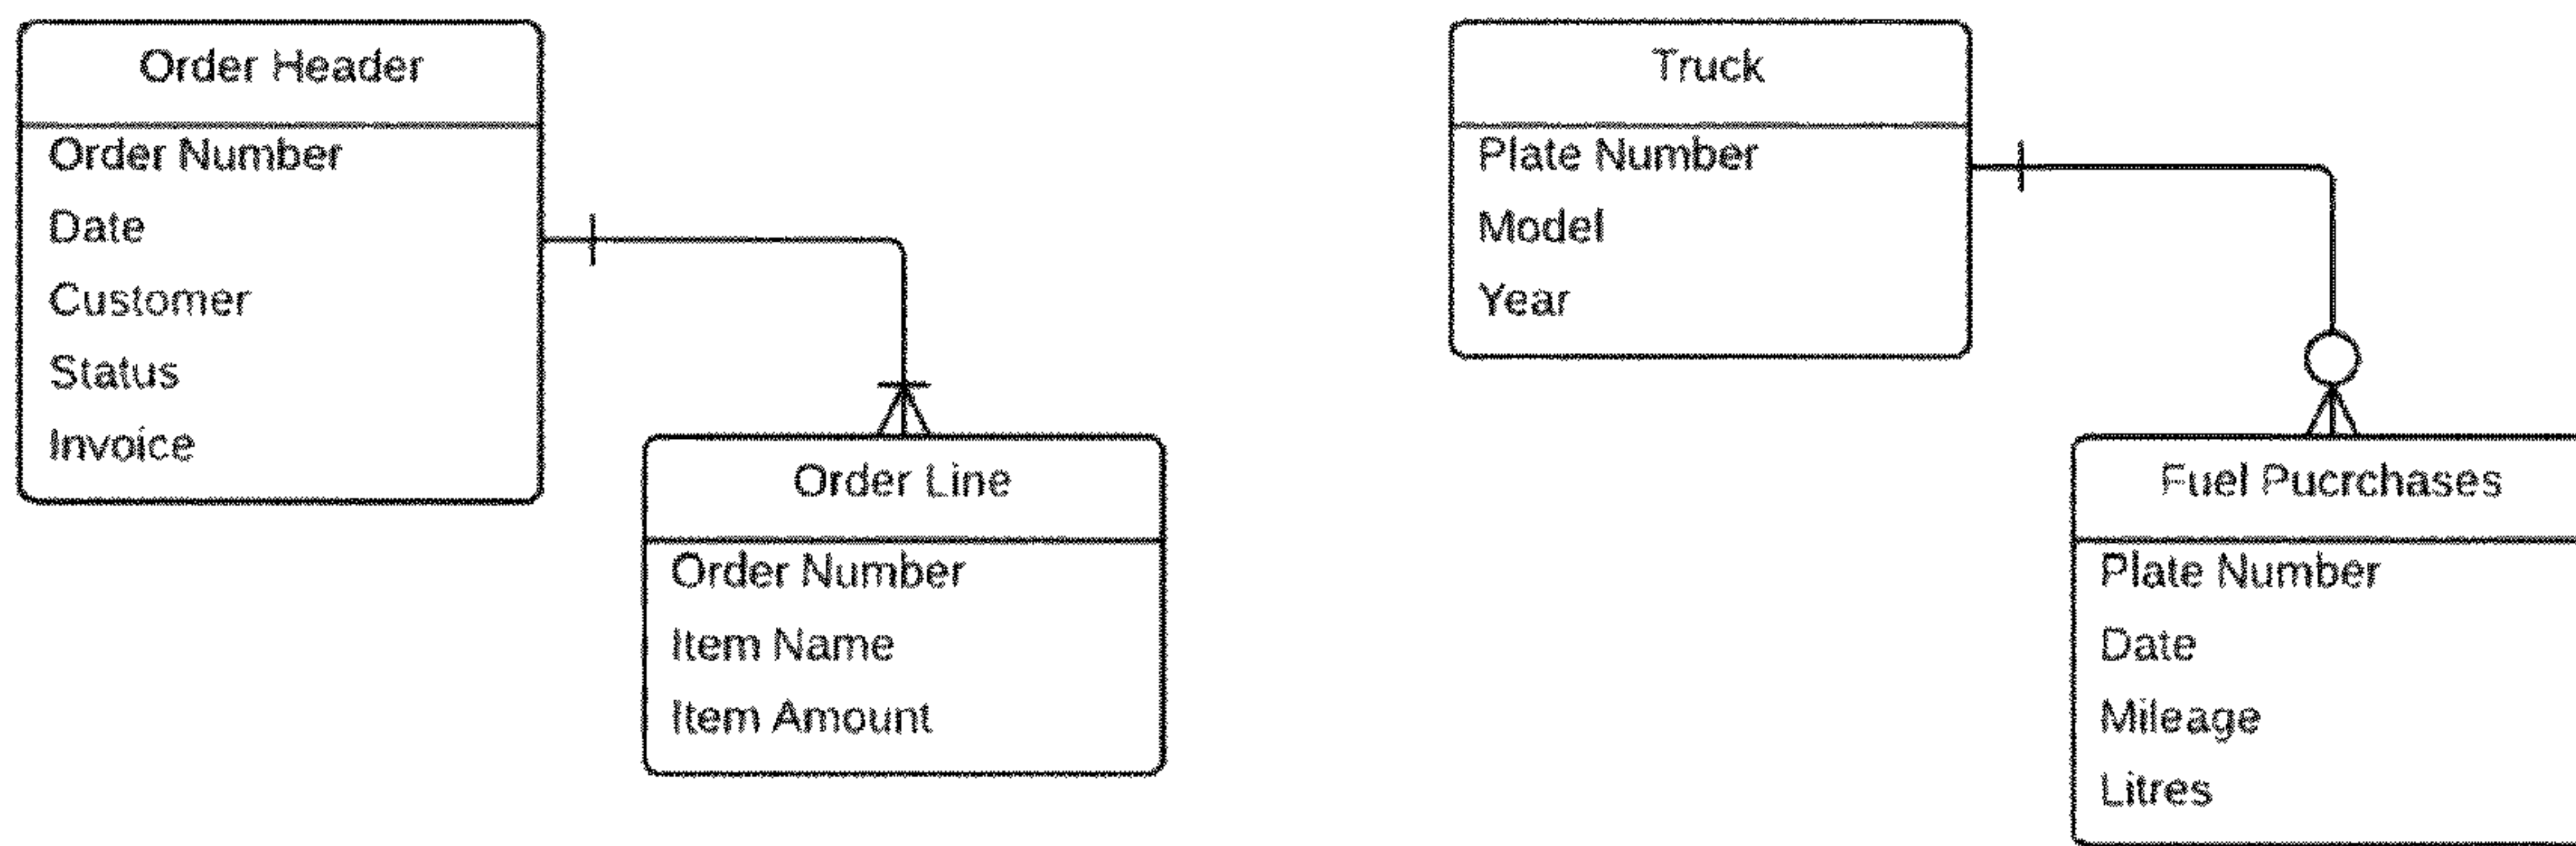 Order Header
Order Number
Date
Customer
Status
Invoice
Order Line
Order Number
Item Name
Item Amount
Truck
Plate Number
Model
Year
Fuel Pucrchases
Plate Number
Date
Mileage
Litres